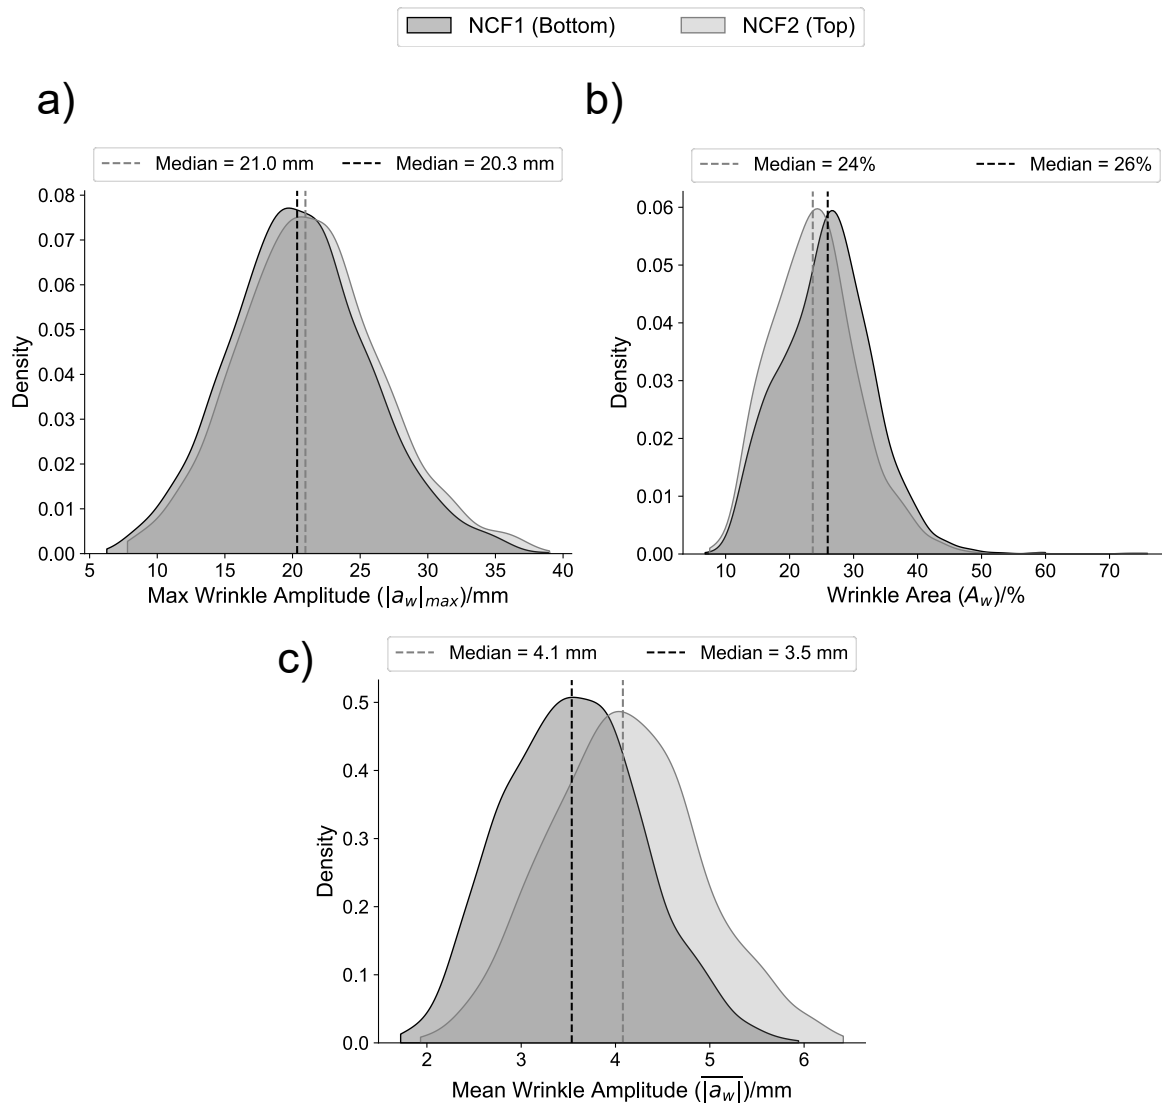 NCF1 (Bottom) NCF2 (Top)
a)
b)
Median = 21.0 mm Median = 20.3 mm
Median = 24% Median = 26%
0.08
0.07
0.06
0.05
0.04
0.03
0.02
0.01
0.00
Density
5 10 15 20 25 30 35 40
Max Wrinkle Amplitude (|a_w|_max)/mm
0.06
0.05
0.04
0.03
0.02
0.01
0.00
Density
10 20 30 40 50 60 70
Wrinkle Area (A_w)/%
c)
Median = 4.1 mm Median = 3.5 mm
0.5
0.4
0.3
0.2
0.1
0.0
Density
2 3 4 5 6
Mean Wrinkle Amplitude (|a_w|)/mm